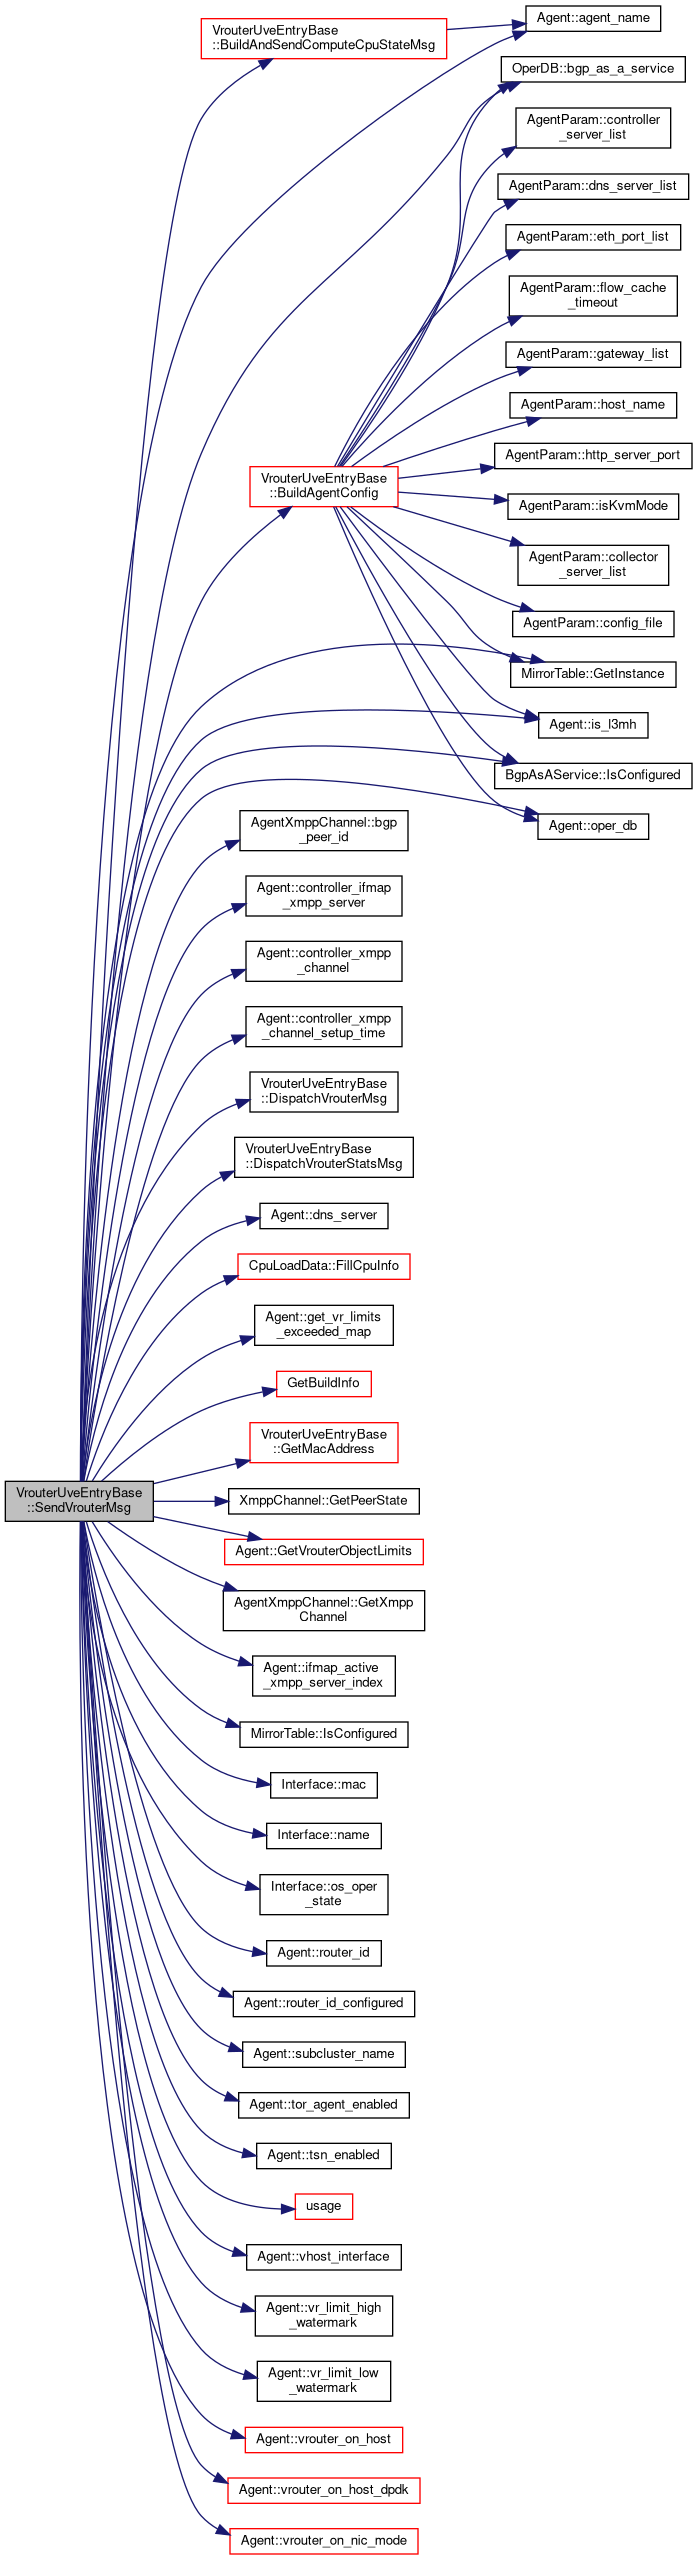 Agent::agent_name
VrouterUveEntryBase
::BuildAndSendComputeCpuStateMsg
OperDB::bgp_as_a_service
AgentParam::controller
_server_list
AgentParam::dns_server_list
AgentParam::eth_port_list
AgentParam::flow_cache
_timeout
AgentParam::gateway_list
AgentParam::host_name
AgentParam::http_server_port
VrouterUveEntryBase
::BuildAgentConfig
AgentParam::isKvmMode
AgentParam::collector
_server_list
AgentParam::config_file
MirrorTable::GetInstance
Agent::is_l3mh
BgpAsAService::IsConfigured
Agent::oper_db
AgentXmppChannel::bgp
_peer_id
Agent::controller_ifmap
_xmpp_server
Agent::controller_xmpp
_channel
Agent::controller_xmpp
_channel_setup_time
VrouterUveEntryBase
::DispatchVrouterMsg
VrouterUveEntryBase
::DispatchVrouterStatsMsg
Agent::dns_server
CpuLoadData::FillCpuInfo
Agent::get_vr_limits
_exceeded_map
GetBuildInfo
VrouterUveEntryBase
::GetMacAddress
VrouterUveEntryBase
::SendVrouterMsg
XmppChannel::GetPeerState
Agent::GetVrouterObjectLimits
AgentXmppChannel::GetXmpp
Channel
Agent::ifmap_active
_xmpp_server_index
MirrorTable::IsConfigured
Interface::mac
Interface::name
Interface::os_oper
_state
Agent::router_id
Agent::router_id_configured
Agent::subcluster_name
Agent::tor_agent_enabled
Agent::tsn_enabled
usage
Agent::vhost_interface
Agent::vr_limit_high
_watermark
Agent::vr_limit_low
_watermark
Agent::vrouter_on_host
Agent::vrouter_on_host_dpdk
Agent::vrouter_on_nic_mode